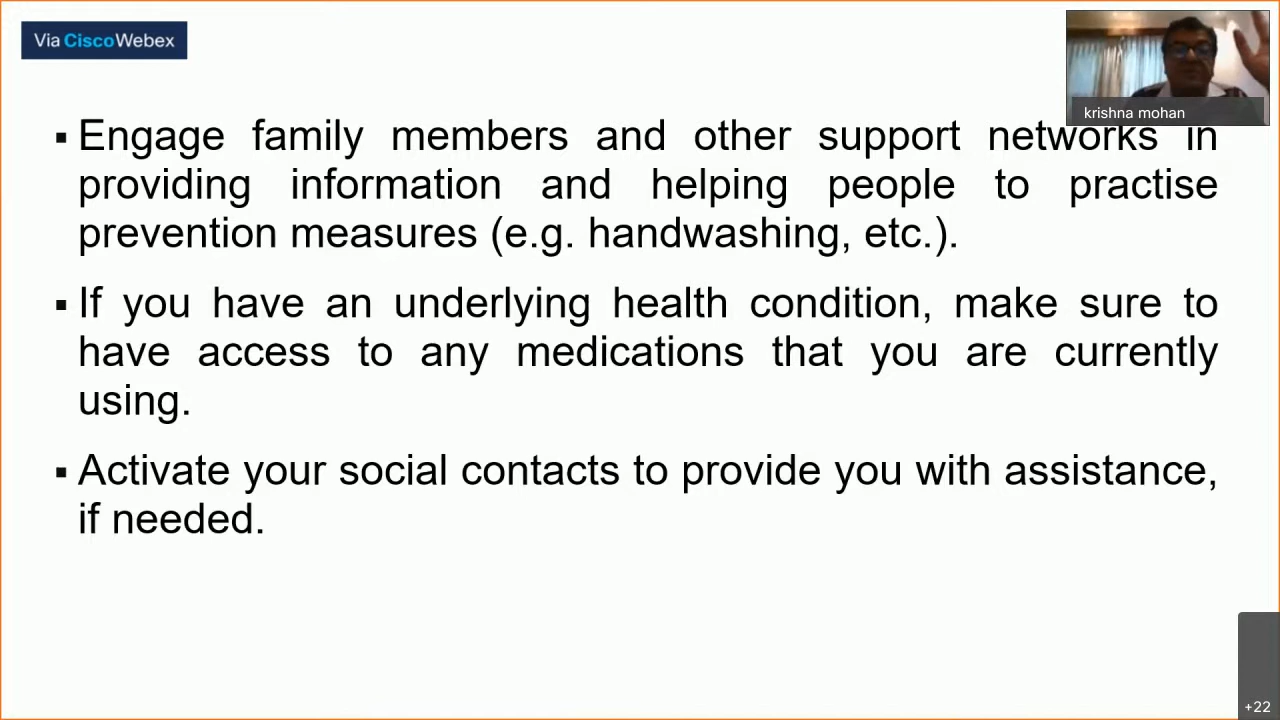 Via CiscoWebex
krishna mohan
▪ Engage family members and other support networks in
providing information and helping people to practise
prevention measures (e.g. handwashing, etc.).
▪ If you have an underlying health condition, make sure to
have access to any medications that you are currently
using.
▪ Activate your social contacts to provide you with assistance,
if needed.
+22